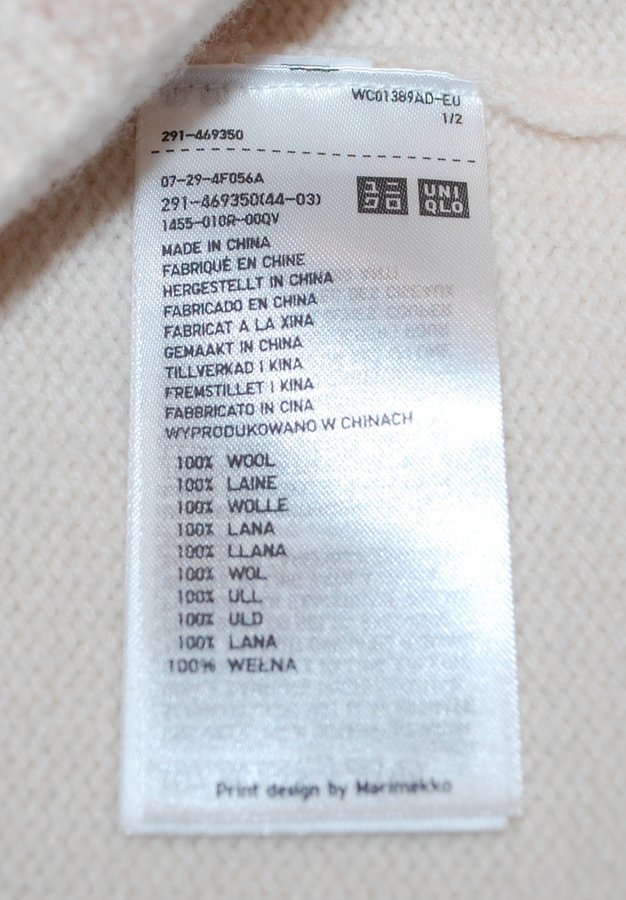 WC01389AD-EU
1/2
291-469350
07-29-4F056A
291-469350(44-03)
1455-010R-00QV
ユニクロ UNIQLO
MADE IN CHINA
FABRIQUÉ EN CHINE
HERGESTELLT IN CHINA
FABRICADO EN CHINA
FABRICAT A LA XINA
GEMAAKT IN CHINA
TILLVERKAD I KINA
FREMSTILLET I KINA
FABBRICATO IN CINA
WYPRODUKOWANO W CHINACH
100% WOOL
100% LAINE
100% WOLLE
100% LANA
100% LLANA
100% WOL
100% ULL
100% ULD
100% LANA
100% WEŁNA
Print design by Marimekko